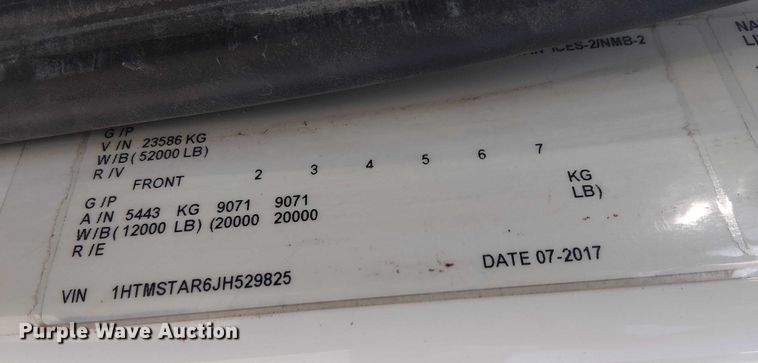 ICES-2/NMB-2
NA
G/P
V/N 23586 KG
W/B (52000 LB)
R/V
FRONT 2 3 4 5 6 7
G/P
A/N 5443 KG 9071 9071 KG
W/B (12000 LB) (20000 20000 LB)
R/E
VIN 1HTMSTAR6JH529825 DATE 07-2017
Purple Wave Auction